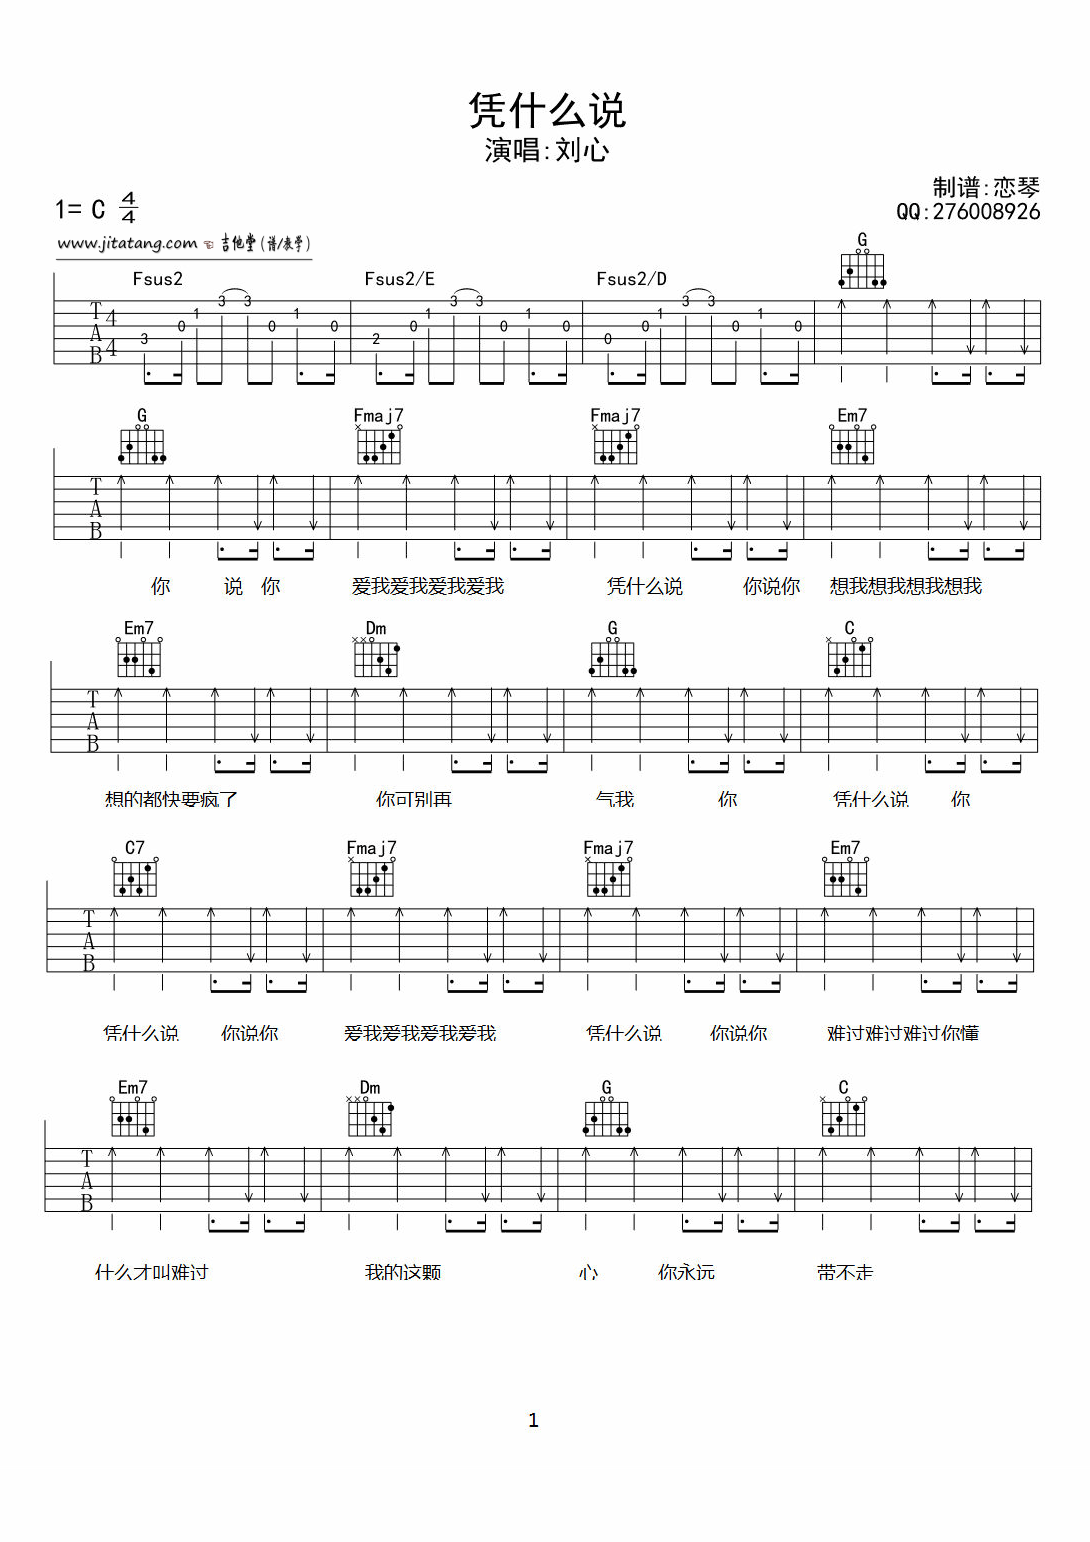 凭什么说
演唱:刘心
制谱:恋琴
1= C 4/4
QQ:276008926
www.jitatang.com ☜ 吉他堂(谱/教学)
G
Fsus2 Fsus2/E Fsus2/D
T A B 4 4 3 0 1 3 3 0 1 0 2 0 1 3 3 0 1 0 0 0 1 3 3 0 1 0
G Fmaj7 Fmaj7 Em7
T A B
你 说 你 爱我爱我爱我爱我 凭什么说 你说你 想我想我想我想我
Em7 Dm G C
T A B
想的都快要疯了 你可别再 气我 你 凭什么说 你
C7 Fmaj7 Fmaj7 Em7
T A B
凭什么说 你说你 爱我爱我爱我爱我 凭什么说 你说你 难过难过难过你懂
Em7 Dm G C
T A B
什么才叫难过 我的这颗 心 你永远 带不走
1